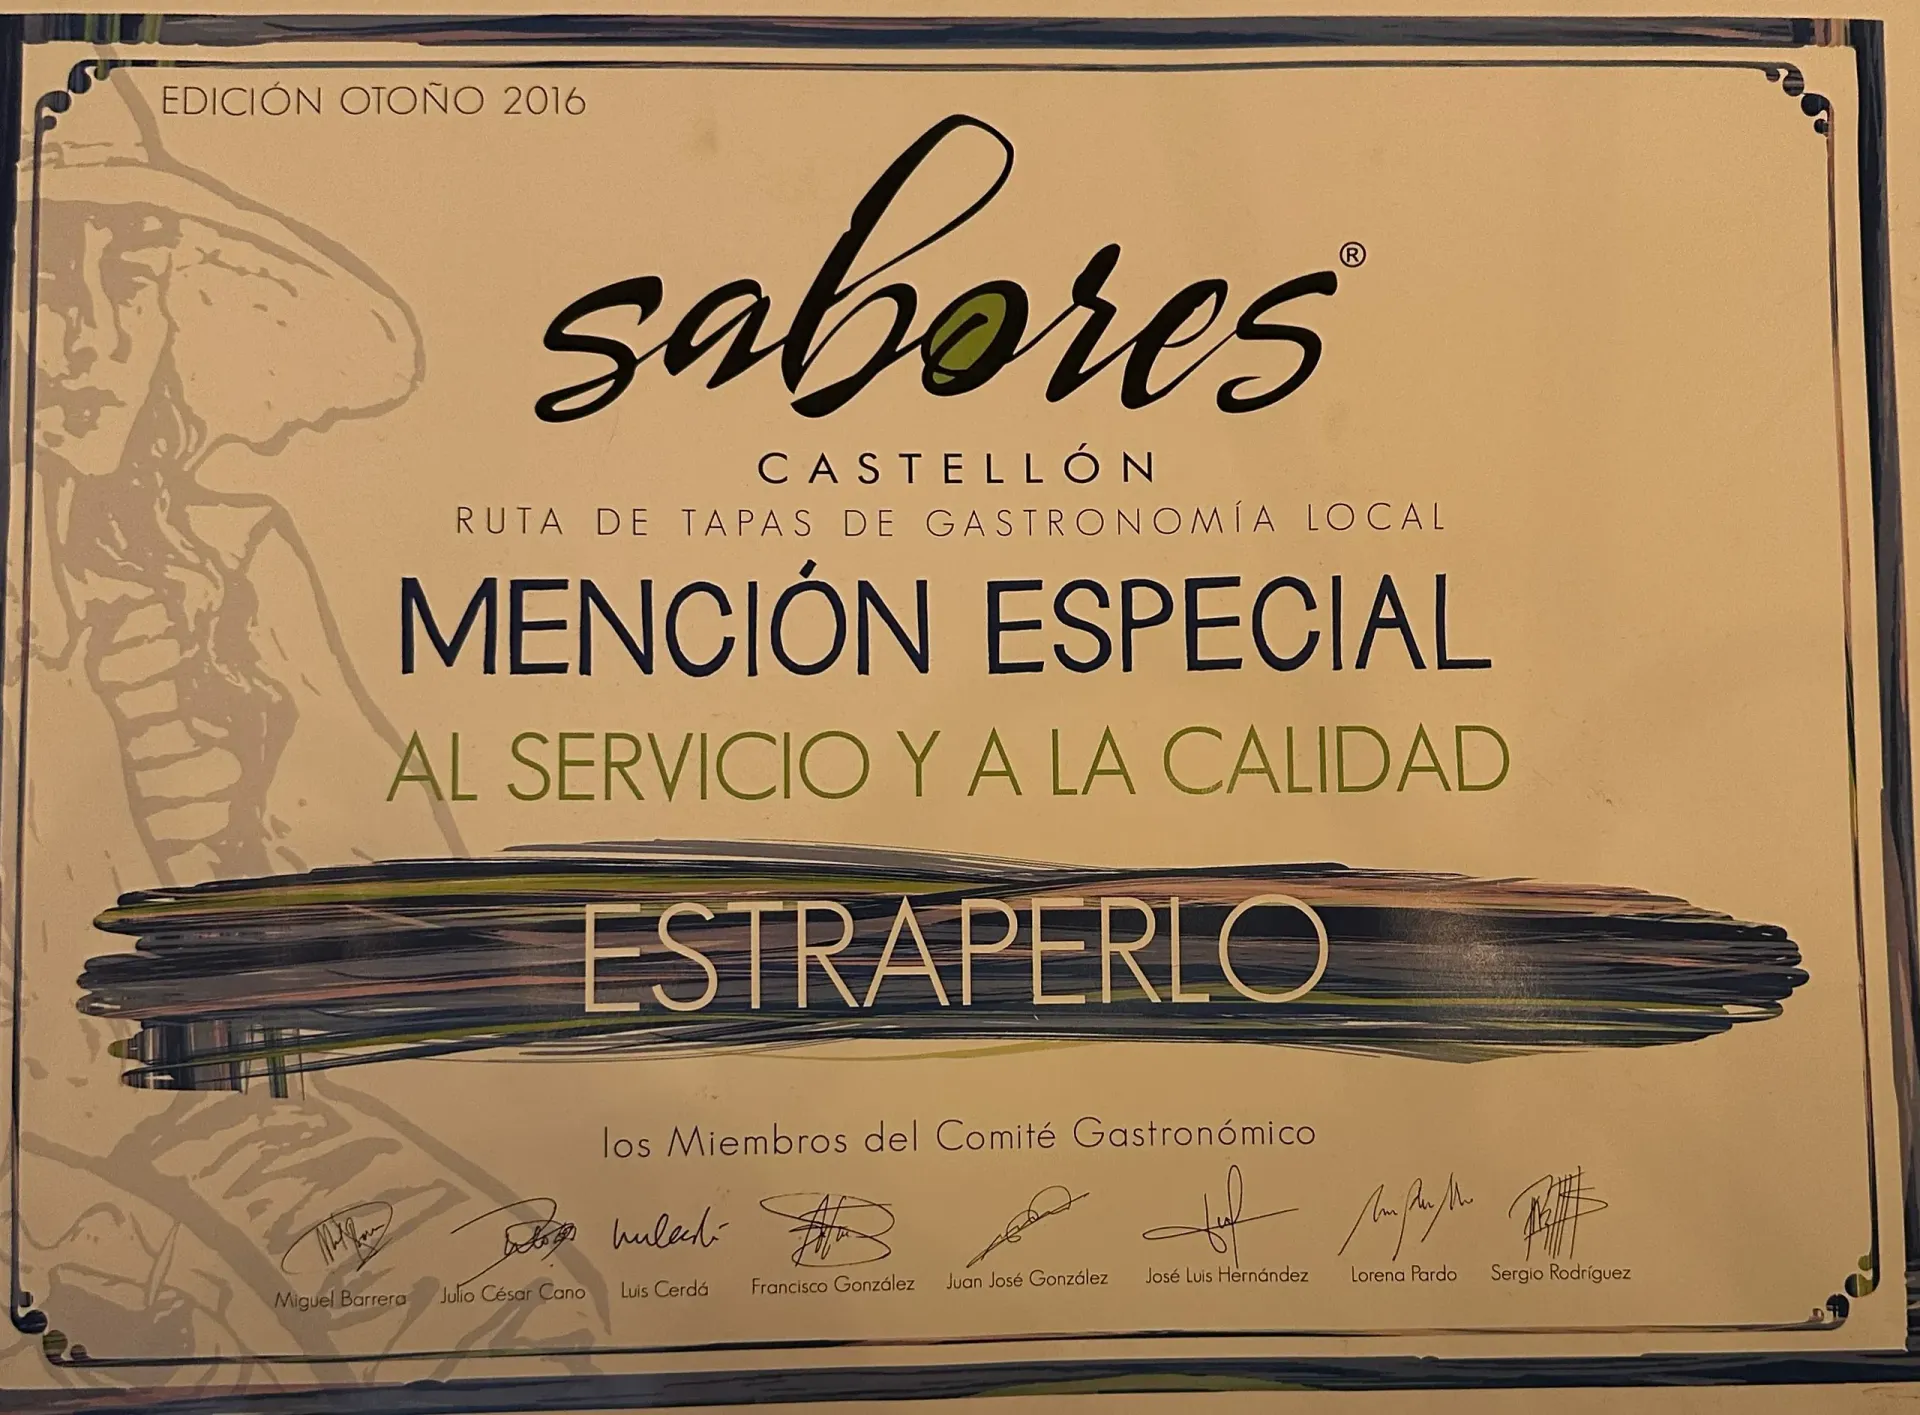 EDICIÓN OTOÑO 2016
sabores®
CASTELLÓN
RUTA DE TAPAS DE GASTRONOMÍA LOCAL
MENCIÓN ESPECIAL
AL SERVICIO Y A LA CALIDAD
ESTRAPERLO
los Miembros del Comité Gastronómico
Miguel Barrera Julio César Cano Luis Cerdá Francisco González Juan José González José Luis Hernández Lorena Pardo Sergio Rodríguez